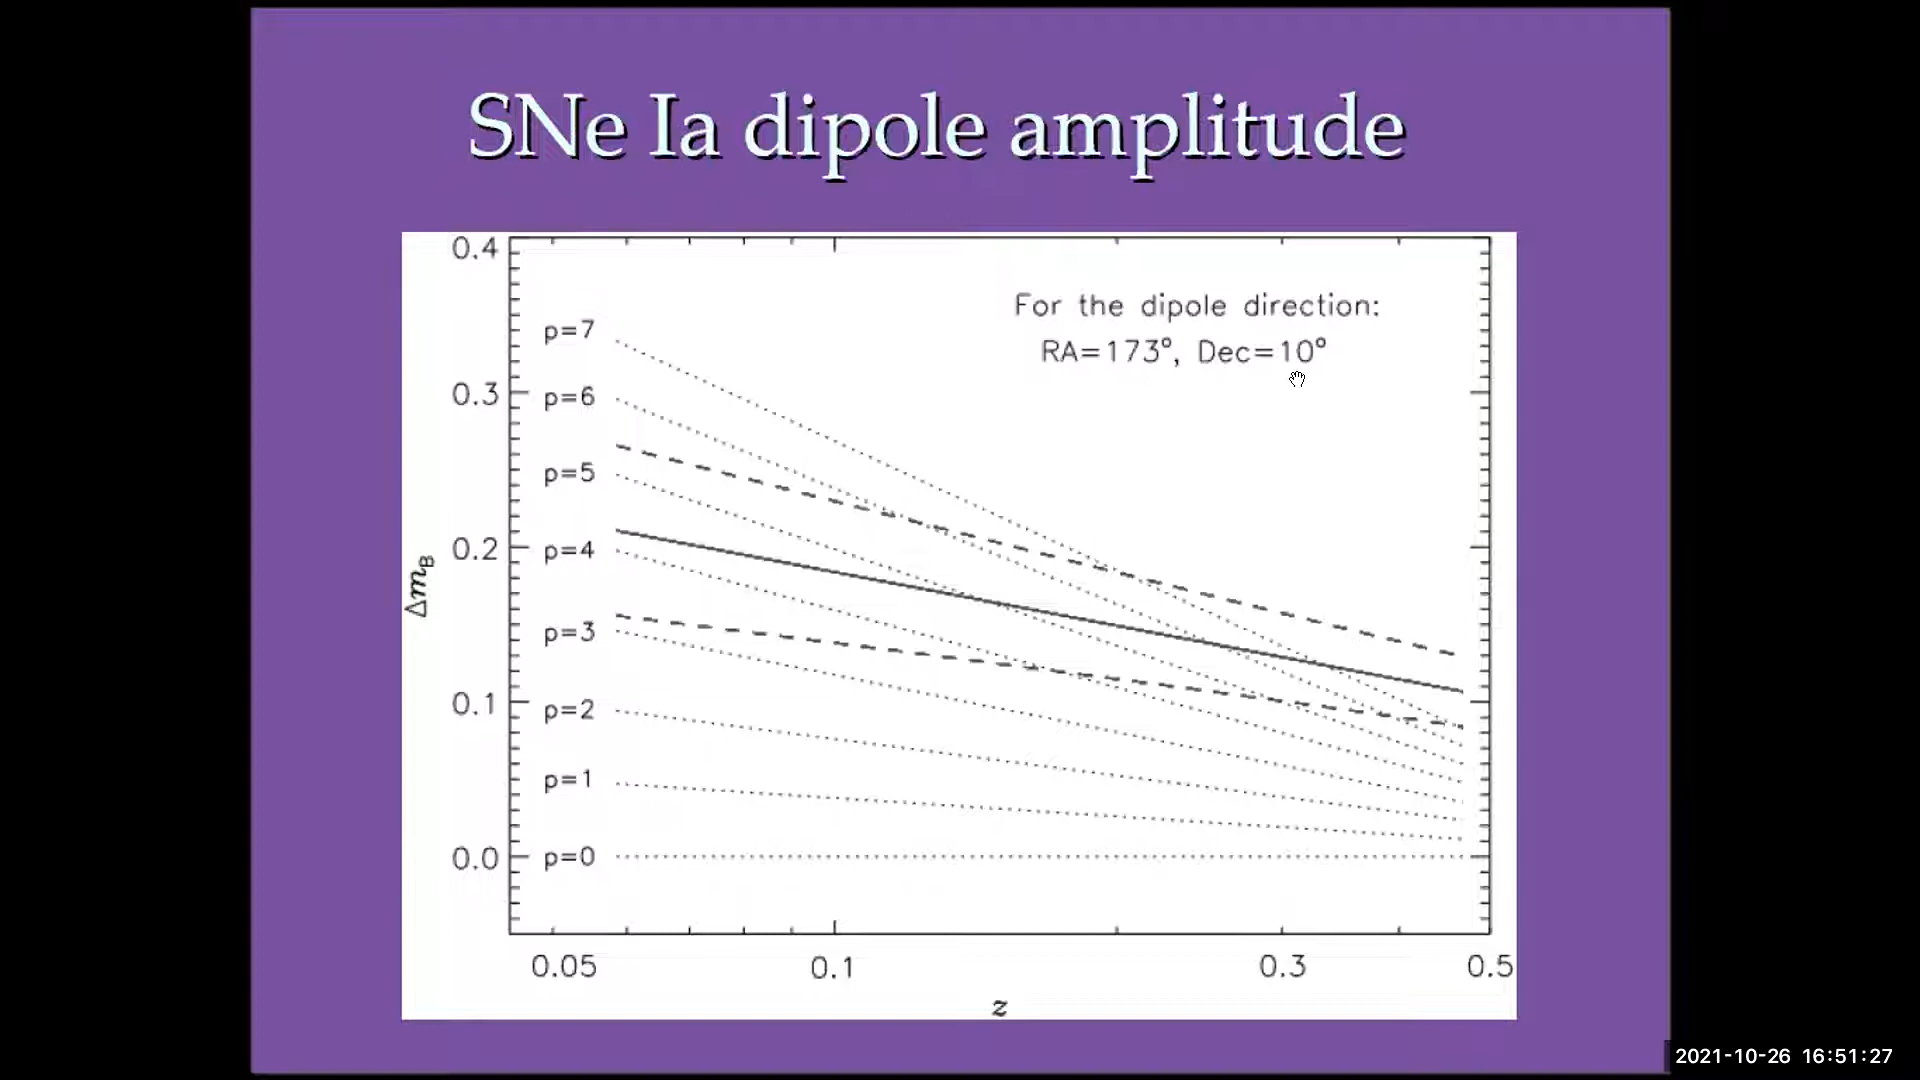 SNe Ia dipole amplitude
0.4
For the dipole direction:
RA=173°, Dec=10°
p=7
0.3
p=6
p=5
0.2
p=4
ΔmB
p=3
0.1
p=2
p=1
0.0
p=0
0.05 0.1 0.3 0.5
z
2021-10-26 16:51:27